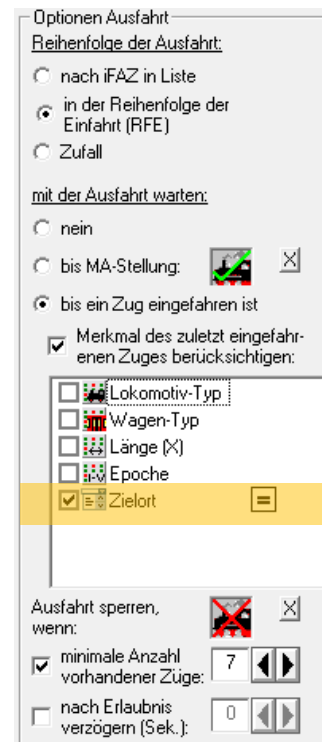 Optionen Ausfahrt
Reihenfolge der Ausfahrt:
nach iFAZ in Liste
in der Reihenfolge der
Einfahrt (RFE)
Zufall
mit der Ausfahrt warten:
nein
bis MA-Stellung:
X
bis ein Zug eingefahren ist
Merkmal des zuletzt eingefahr-
enen Zuges berücksichtigen:
Lokomotiv-Typ
Wagen-Typ
Länge (X)
I-V Epoche
Zielort =
Ausfahrt sperren,
wenn:
X
minimale Anzahl
vorhandener Züge: 7
nach Erlaubnis
verzögern (Sek.): 0